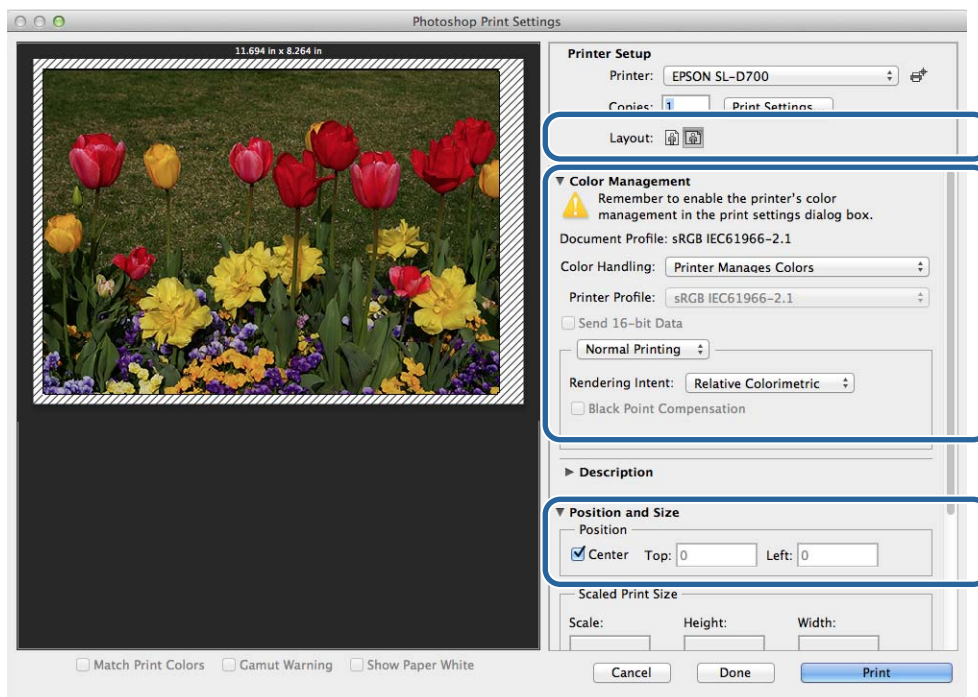 Photoshop Print Settings
11.694 in x 8.264 in
Printer Setup
Printer: EPSON SL-D700
Copies: 1 Print Settings...
Layout:
Color Management
Remember to enable the printer's color
management in the print settings dialog box.
Document Profile: sRGB IEC61966-2.1
Color Handling: Printer Manages Colors
Printer Profile: sRGB IEC61966-2.1
Send 16-bit Data
Normal Printing
Rendering Intent: Relative Colorimetric
Black Point Compensation
Description
Position and Size
Position
Center Top: 0 Left: 0
Scaled Print Size
Scale: Height: Width:
Match Print Colors Gamut Warning Show Paper White
Cancel Done Print